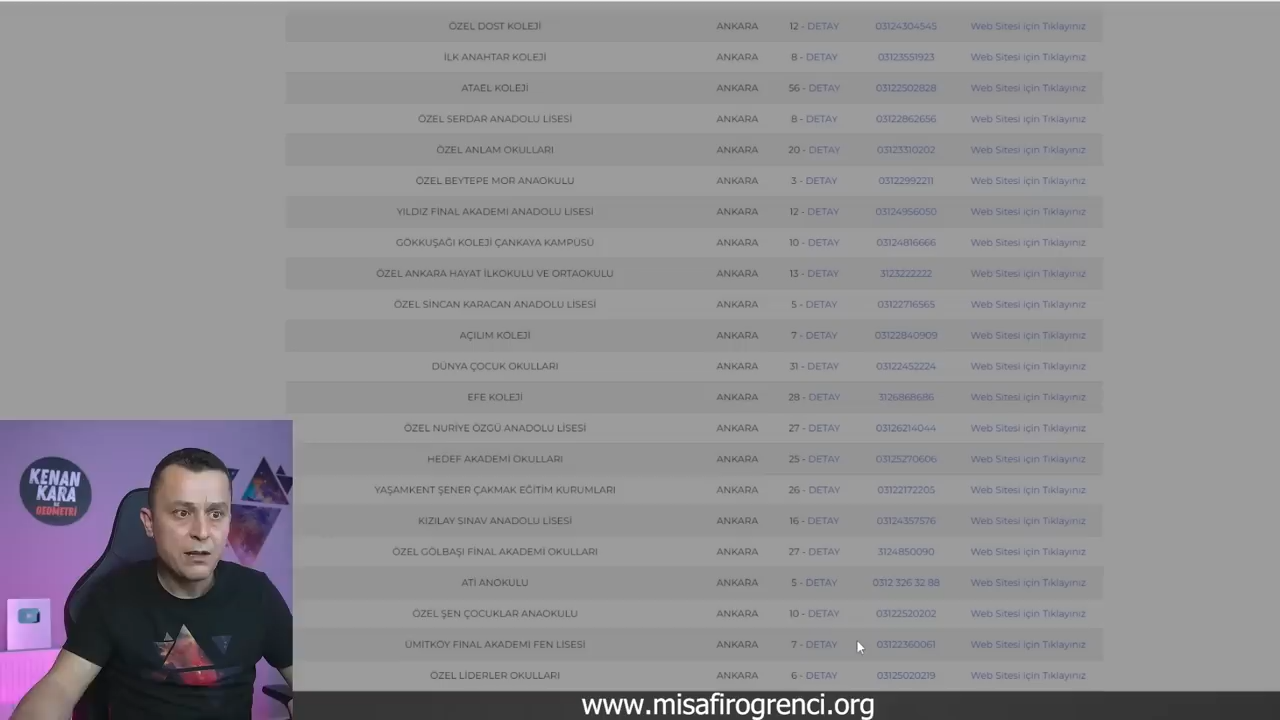 ÖZEL DOST KOLEJİ ANKARA 12 - DETAY 03124304545 Web Sitesi için Tıklayınız
İLK ANAHTAR KOLEJİ ANKARA 8 - DETAY 03123551923 Web Sitesi için Tıklayınız
ATAEL KOLEJİ ANKARA 56 - DETAY 03122502828 Web Sitesi için Tıklayınız
ÖZEL SERDAR ANADOLU LİSESİ ANKARA 8 - DETAY 03122862656 Web Sitesi için Tıklayınız
ÖZEL ANLAM OKULLARI ANKARA 20 - DETAY 03123310202 Web Sitesi için Tıklayınız
ÖZEL BEYTEPE MOR ANAOKULU ANKARA 3 - DETAY 03122992211 Web Sitesi için Tıklayınız
YILDIZ FİNAL AKADEMİ ANADOLU LİSESİ ANKARA 12 - DETAY 03124956050 Web Sitesi için Tıklayınız
GÖKKUŞAĞI KOLEJİ ÇANKAYA KAMPÜSÜ ANKARA 10 - DETAY 03124816666 Web Sitesi için Tıklayınız
ÖZEL ANKARA HAYAT İLKOKULU VE ORTAOKULU ANKARA 13 - DETAY 3123222222 Web Sitesi için Tıklayınız
ÖZEL SİNCAN KARACAN ANADOLU LİSESİ ANKARA 5 - DETAY 03122716565 Web Sitesi için Tıklayınız
AÇILIM KOLEJİ ANKARA 7 - DETAY 03122840909 Web Sitesi için Tıklayınız
DÜNYA ÇOCUK OKULLARI ANKARA 31 - DETAY 03122452224 Web Sitesi için Tıklayınız
EFE KOLEJİ ANKARA 28 - DETAY 3126868686 Web Sitesi için Tıklayınız
ÖZEL NURİYE ÖZGÜ ANADOLU LİSESİ ANKARA 27 - DETAY 03126214044 Web Sitesi için Tıklayınız
HEDEF AKADEMİ OKULLARI ANKARA 25 - DETAY 03125270606 Web Sitesi için Tıklayınız
YAŞAMKENT ŞENER ÇAKMAK EĞİTİM KURUMLARI ANKARA 26 - DETAY 03122172205 Web Sitesi için Tıklayınız
KIZILAY SINAV ANADOLU LİSESİ ANKARA 16 - DETAY 03124357576 Web Sitesi için Tıklayınız
ÖZEL GÖLBAŞI FİNAL AKADEMİ OKULLARI ANKARA 27 - DETAY 3124850090 Web Sitesi için Tıklayınız
ATİ ANOKULU ANKARA 5 - DETAY 0312 326 32 88 Web Sitesi için Tıklayınız
ÖZEL ŞEN ÇOCUKLAR ANAOKULU ANKARA 10 - DETAY 03122520202 Web Sitesi için Tıklayınız
ÜMİTKÖY FİNAL AKADEMİ FEN LİSESİ ANKARA 7 - DETAY 03122360061 Web Sitesi için Tıklayınız
ÖZEL LİDERLER OKULLARI ANKARA 6 - DETAY 03125020219 Web Sitesi için Tıklayınız
KENAN
KARA
GEOMETRİ
www.misafirogrenci.org